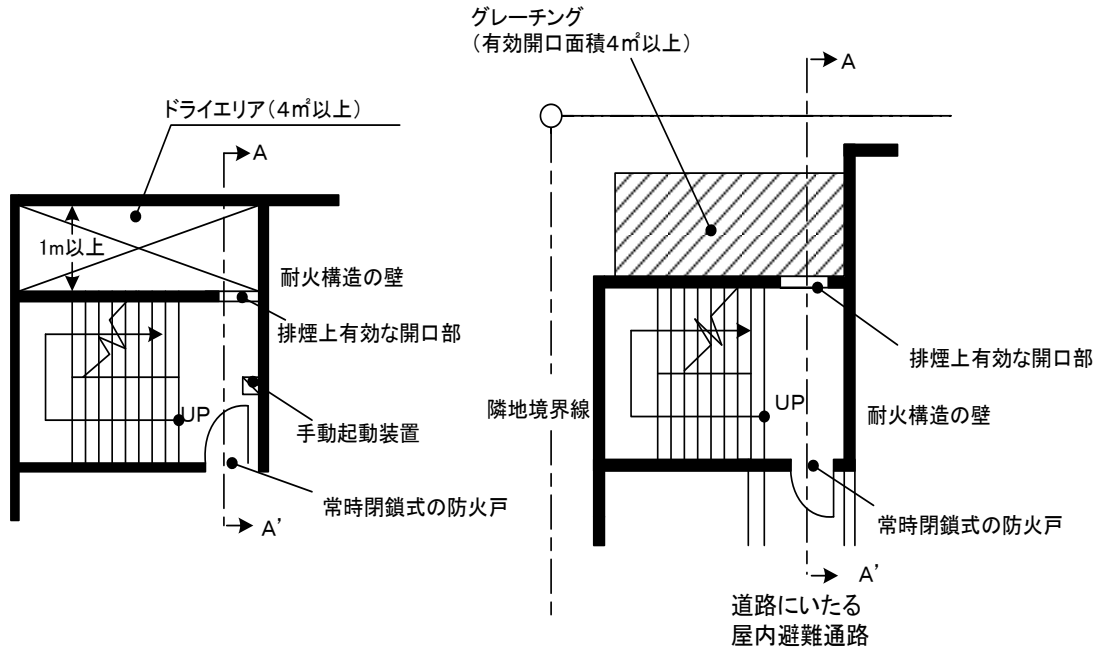 ドライエリア(4㎡以上)
A
1m以上
耐火構造の壁
排煙上有効な開口部
UP
手動起動装置
常時閉鎖式の防火戸
A'
グレーチング
(有効開口面積4㎡以上)
A
排煙上有効な開口部
隣地境界線
UP
耐火構造の壁
常時閉鎖式の防火戸
A'
道路にいたる
屋内避難通路